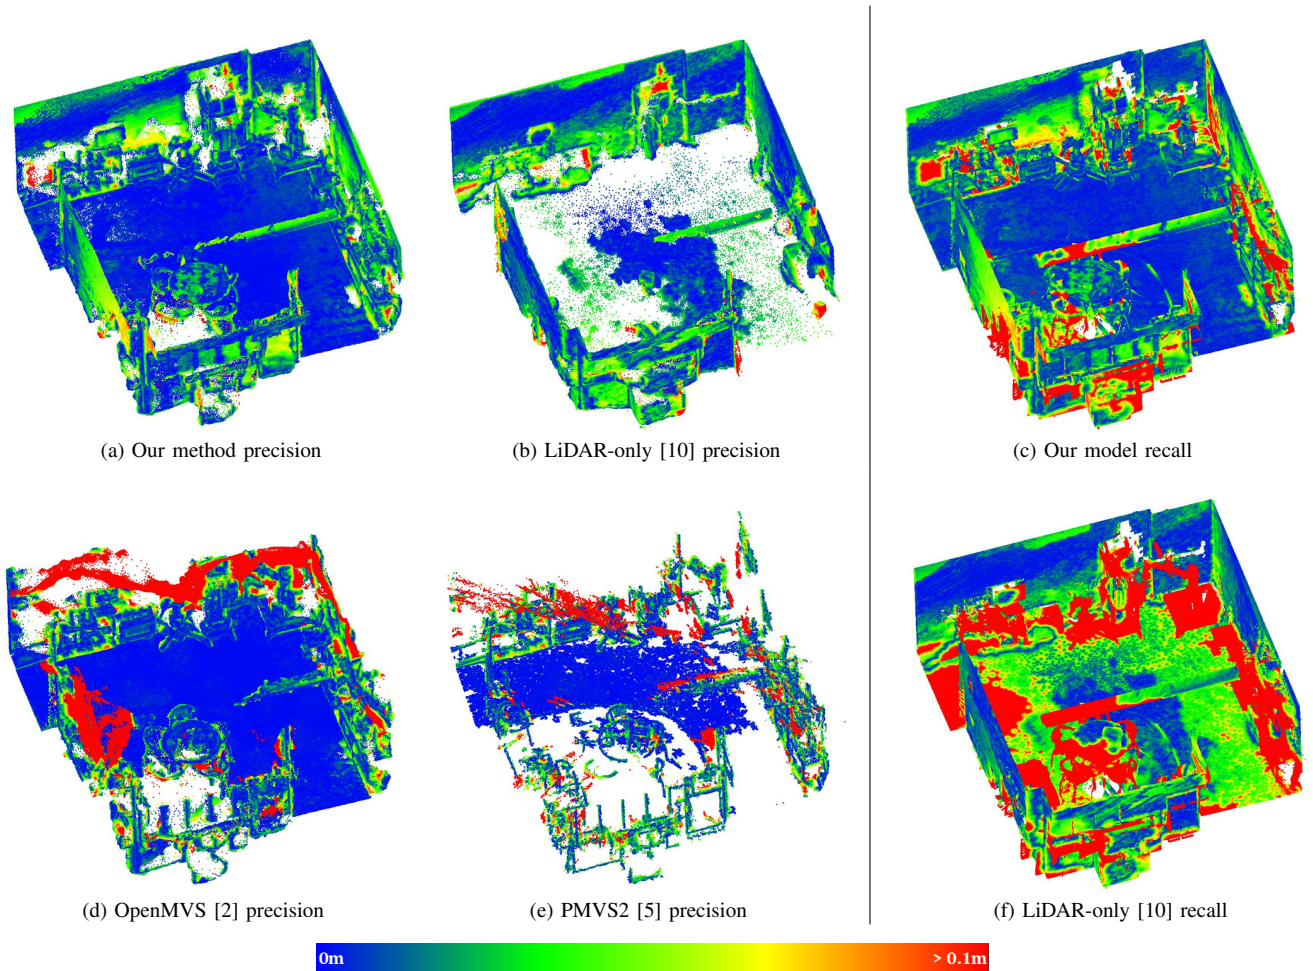 (a) Our method precision
(b) LiDAR-only [10] precision
(c) Our model recall
(d) OpenMVS [2] precision
(e) PMVS2 [5] precision
(f) LiDAR-only [10] recall
0m
> 0.1m